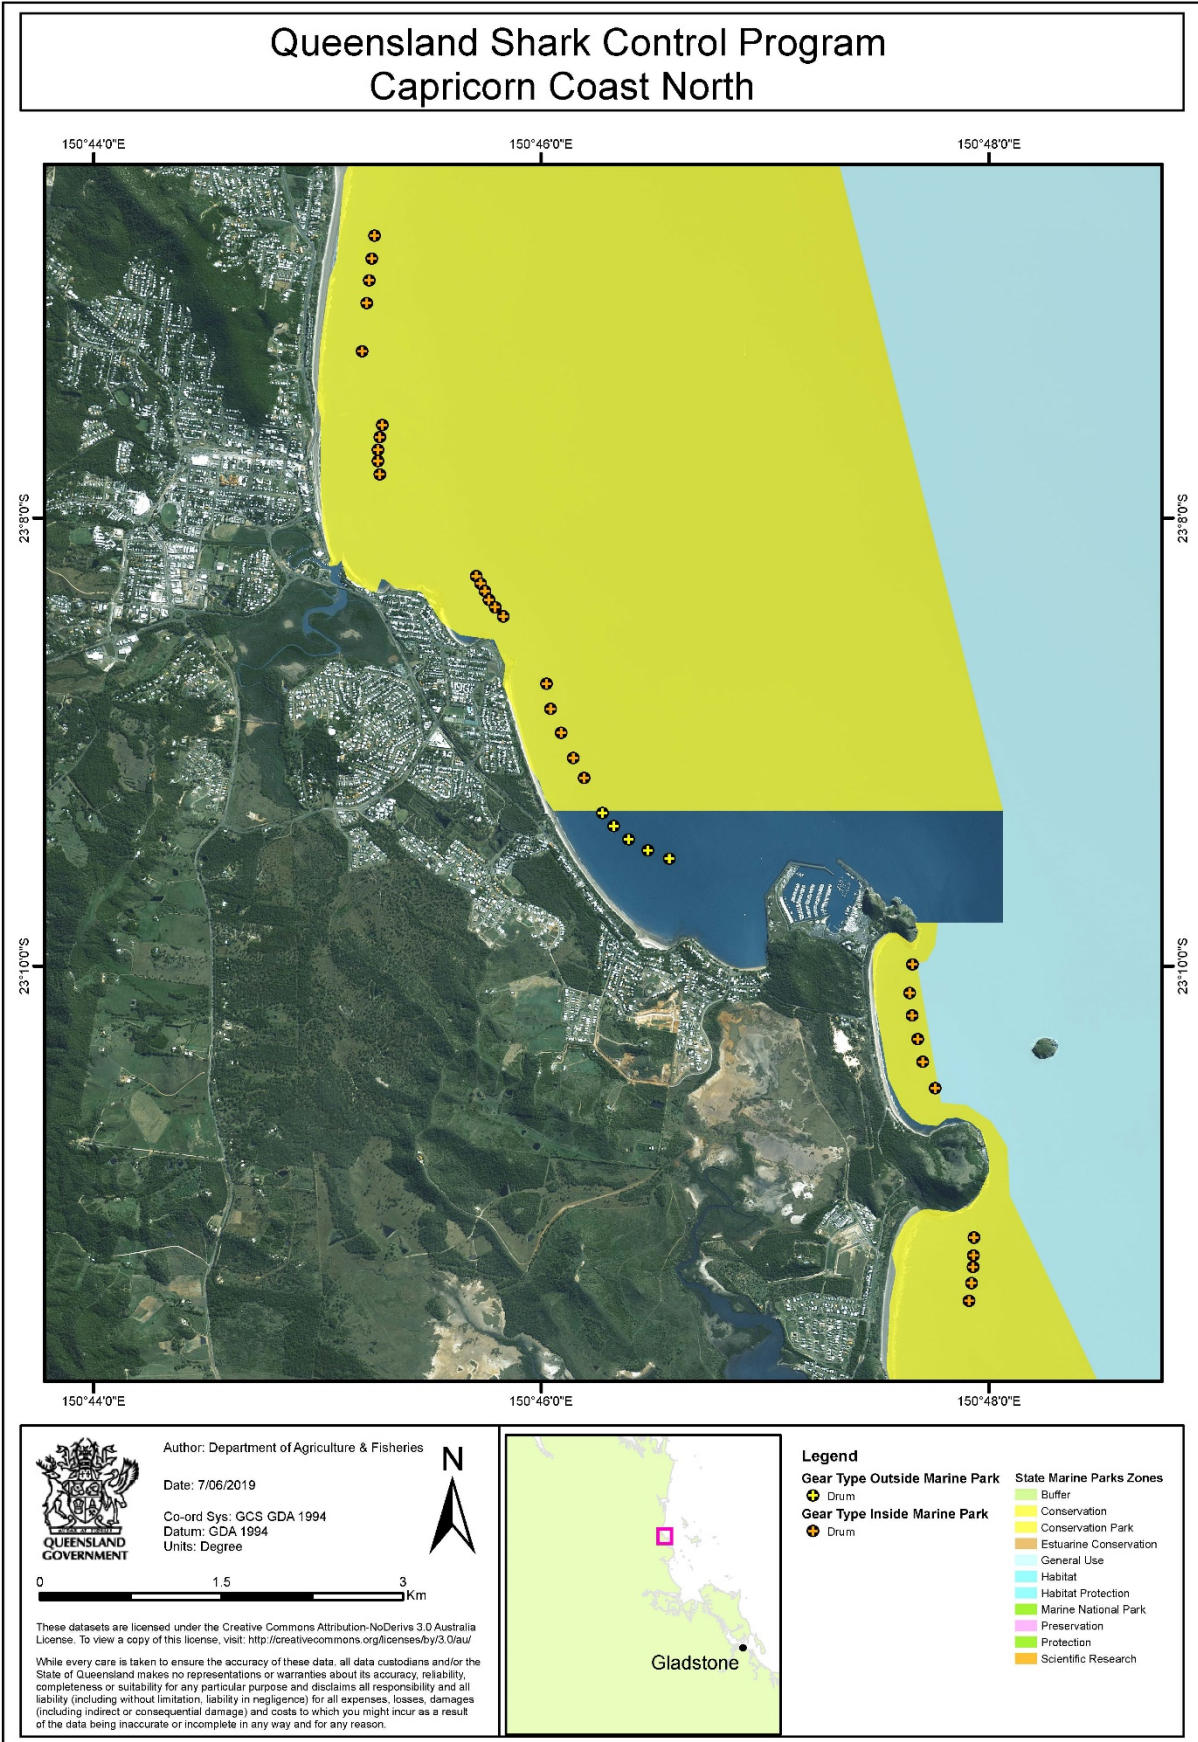 Queensland Shark Control Program
Capricorn Coast North
150°44'0"E
150°46'0"E
150°48'0"E
23°8'0"S
23°8'0"S
23°10'0"S
23°10'0"S
150°44'0"E
150°46'0"E
150°48'0"E
QUEENSLAND
GOVERNMENT
Author: Department of Agriculture & Fisheries
Date: 7/06/2019
Co-ord Sys: GCS GDA 1994
Datum: GDA 1994
Units: Degree
N
0 1.5 3
Km
These datasets are licensed under the Creative Commons Attribution-NoDerivs 3.0 Australia
License. To view a copy of this license, visit: http://creativecommons.org/licenses/by/3.0/au/
While every care is taken to ensure the accuracy of these data, all data custodians and/or the
State of Queensland makes no representations or warranties about its accuracy, reliability,
completeness or suitability for any particular purpose and disclaims all responsibility and all
liability (including without limitation, liability in negligence) for all expenses, losses, damages
(including indirect or consequential damage) and costs to which you might incur as a result
of the data being inaccurate or incomplete in any way and for any reason.
Gladstone
Legend
Gear Type Outside Marine Park
Drum
Gear Type Inside Marine Park
Drum
State Marine Parks Zones
Buffer
Conservation
Conservation Park
Estuarine Conservation
General Use
Habitat
Habitat Protection
Marine National Park
Preservation
Protection
Scientific Research